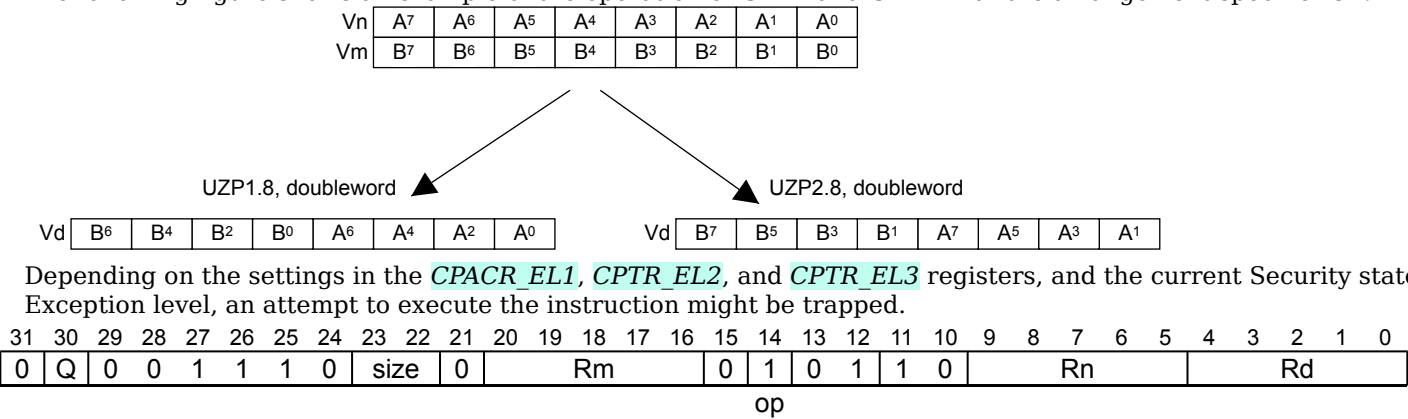 Vn A7 A6 A5 A4 A3 A2 A1 A0
Vm B7 B6 B5 B4 B3 B2 B1 B0
UZP1.8, doubleword UZP2.8, doubleword
Vd B6 B4 B2 B0 A6 A4 A2 A0 Vd B7 B5 B3 B1 A7 A5 A3 A1
Depending on the settings in the CPACR_EL1, CPTR_EL2, and CPTR_EL3 registers, and the current Security state
Exception level, an attempt to execute the instruction might be trapped.
31 30 29 28 27 26 25 24 23 22 21 20 19 18 17 16 15 14 13 12 11 10 9 8 7 6 5 4 3 2 1 0
0 Q 0 0 1 1 1 0 size 0 Rm 0 1 0 1 1 0 Rn Rd
op